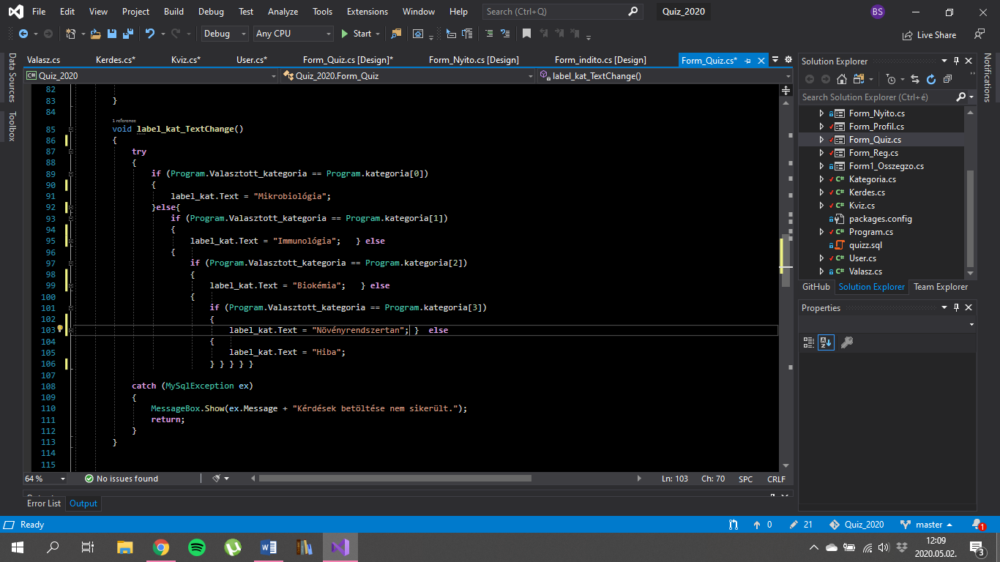 File Edit View Project Build Debug Test Analyze Tools Extensions Window Help Search (Ctrl+Q) Quiz_2020 BS
Debug Any CPU Start Live Share
Valasz.cs Kerdes.cs* Kviz.cs* User.cs* Form_Quiz.cs [Design]* Form_Nyito.cs [Design] Form_indito.cs [Design] Form_Quiz.cs*
Quiz_2020 Quiz_2020.Form_Quiz label_kat_TextChange()
Data Sources
Toolbox
82
83 }
84
1 reference
85 void label_kat_TextChange()
86 {
87 try
88 {
89 if (Program.Valasztott_kategoria == Program.kategoria[0])
90 {
91 label_kat.Text = "Mikrobiológia";
92 }else{
93 if (Program.Valasztott_kategoria == Program.kategoria[1])
94 {
95 label_kat.Text = "Immunológia"; } else
96 {
97 if (Program.Valasztott_kategoria == Program.kategoria[2])
98 {
99 label_kat.Text = "Biokémia"; } else
100 {
101 if (Program.Valasztott_kategoria == Program.kategoria[3])
102 {
103 label_kat.Text = "Növényrendszertan"; } else
104 {
105 label_kat.Text = "Hiba";
106 } } } } }
107
108 catch (MySqlException ex)
109 {
110 MessageBox.Show(ex.Message + "Kérdések betöltése nem sikerült.");
111 return;
112 }
113 }
114
115
64 % No issues found Ln: 103 Ch: 70 SPC CRLF
Error List Output
Solution Explorer
Search Solution Explorer (Ctrl+é)
Form_Nyito.cs
Form_Profil.cs
Form_Quiz.cs
Form_Reg.cs
Form1_Osszegzo.cs
C# Kategoria.cs
C# Kerdes.cs
C# Kviz.cs
packages.config
C# Program.cs
quizz.sql
C# User.cs
C# Valasz.cs
GitHub Solution Explorer Team Explorer
Properties
Notifications
Ready 0 21 Quiz_2020 master 1
12:09
2020.05.02.
3